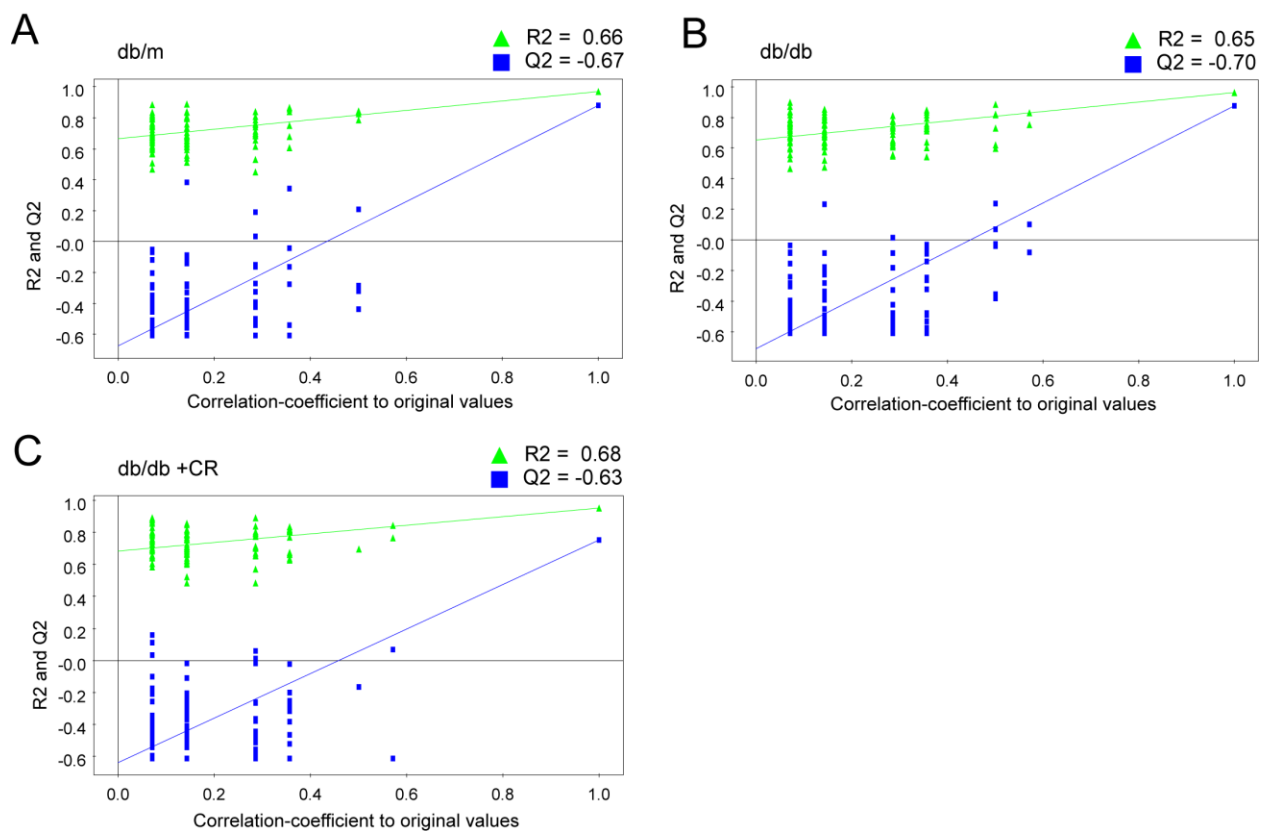 A
db/m
R2 = 0.66
Q2 = -0.67
1.0
0.8
0.6
0.4
0.2
-0.0
-0.2
-0.4
-0.6
R2 and Q2
0.0 0.2 0.4 0.6 0.8 1.0
Correlation-coefficient to original values
B
db/db
R2 = 0.65
Q2 = -0.70
1.0
0.8
0.6
0.4
0.2
-0.0
-0.2
-0.4
-0.6
R2 and Q2
0.0 0.2 0.4 0.6 0.8 1.0
Correlation-coefficient to original values
C
db/db +CR
R2 = 0.68
Q2 = -0.63
1.0
0.8
0.6
0.4
0.2
-0.0
-0.2
-0.4
-0.6
R2 and Q2
0.0 0.2 0.4 0.6 0.8 1.0
Correlation-coefficient to original values